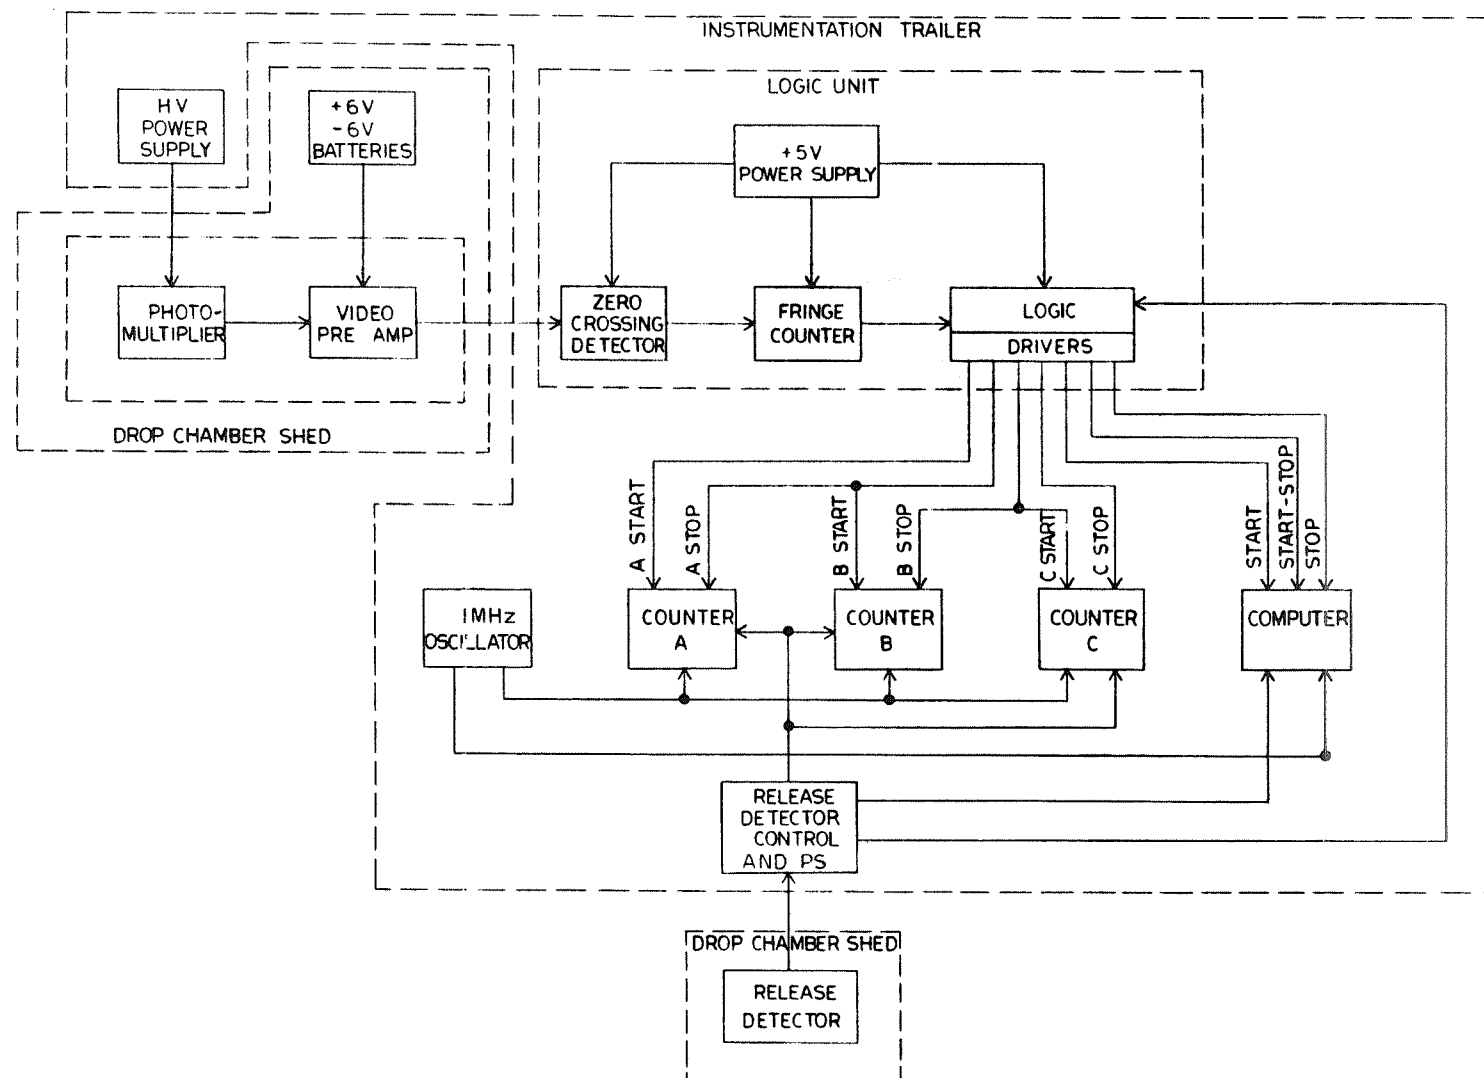 INSTRUMENTATION TRAILER
LOGIC UNIT
HV
POWER
SUPPLY
+6V
-6V
BATTERIES
+5V
POWER SUPPLY
PHOTO-
MULTIPLIER
VIDEO
PRE AMP
ZERO
CROSSING
DETECTOR
FRINGE
COUNTER
LOGIC
DRIVERS
DROP CHAMBER SHED
A START
A STOP
B START
B STOP
C START
C STOP
START
START-STOP
STOP
1MHz
OSCILLATOR
COUNTER
A
COUNTER
B
COUNTER
C
COMPUTER
RELEASE
DETECTOR
CONTROL
AND PS
DROP CHAMBER SHED
RELEASE
DETECTOR